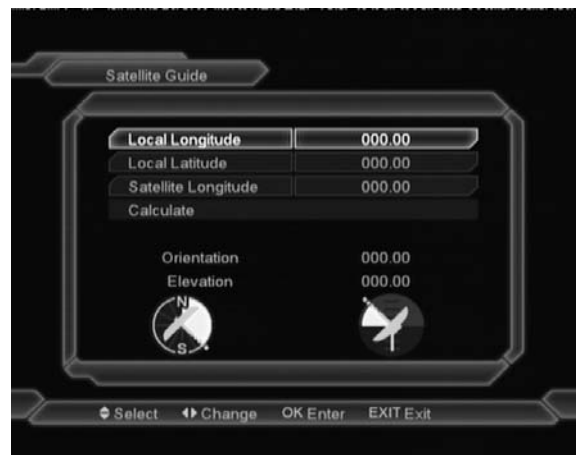 Satellite Guide
Local Longitude 000.00
Local Latitude 000.00
Satellite Longitude 000.00
Calculate
Orientation 000.00
Elevation 000.00
N
S
Select Change OK Enter EXIT Exit